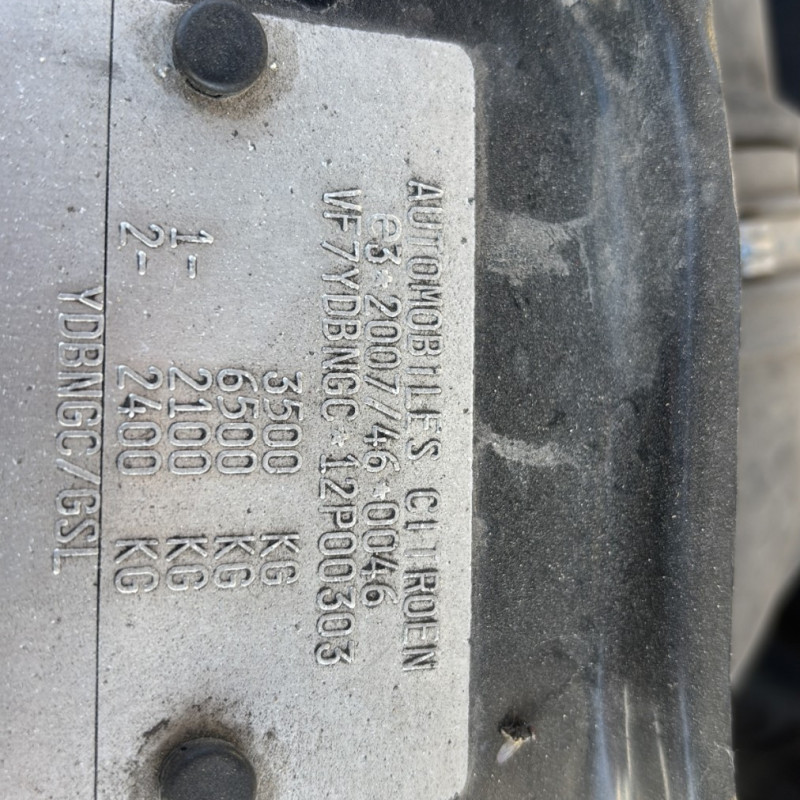 AUTOMOBILES CITROEN
e3*2007/46*0046
VF7YDBNGC*12P00303
3500 KG
6500 KG
1- 2100 KG
2- 2400 KG
YDBNGC/GSL